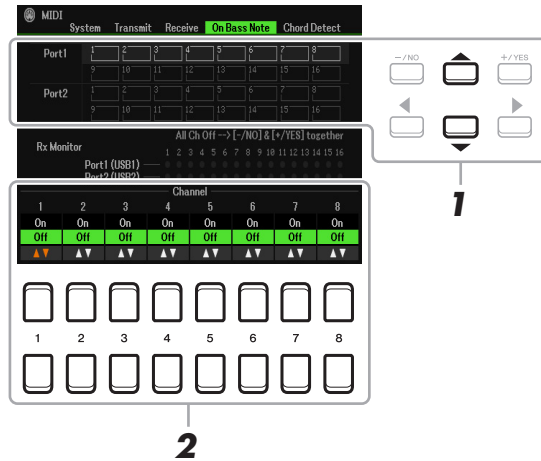 MIDI
System Transmit Receive On Bass Note Chord Detect
Port1 1 2 3 4 5 6 7 8
9 10 11 12 13 14 15 16
Port2 1 2 3 4 5 6 7 8
9 10 11 12 13 14 15 16
-/NO +/YES
1
All Ch Off --> [-/NO] & [+/YES] together
Rx Monitor 1 2 3 4 5 6 7 8 9 10 11 12 13 14 15 16
Port1 (USB1)
Port2 (USB2)
Channel
1 2 3 4 5 6 7 8
On On On On On On On On
Off Off Off Off Off Off Off Off
1 2 3 4 5 6 7 8
2